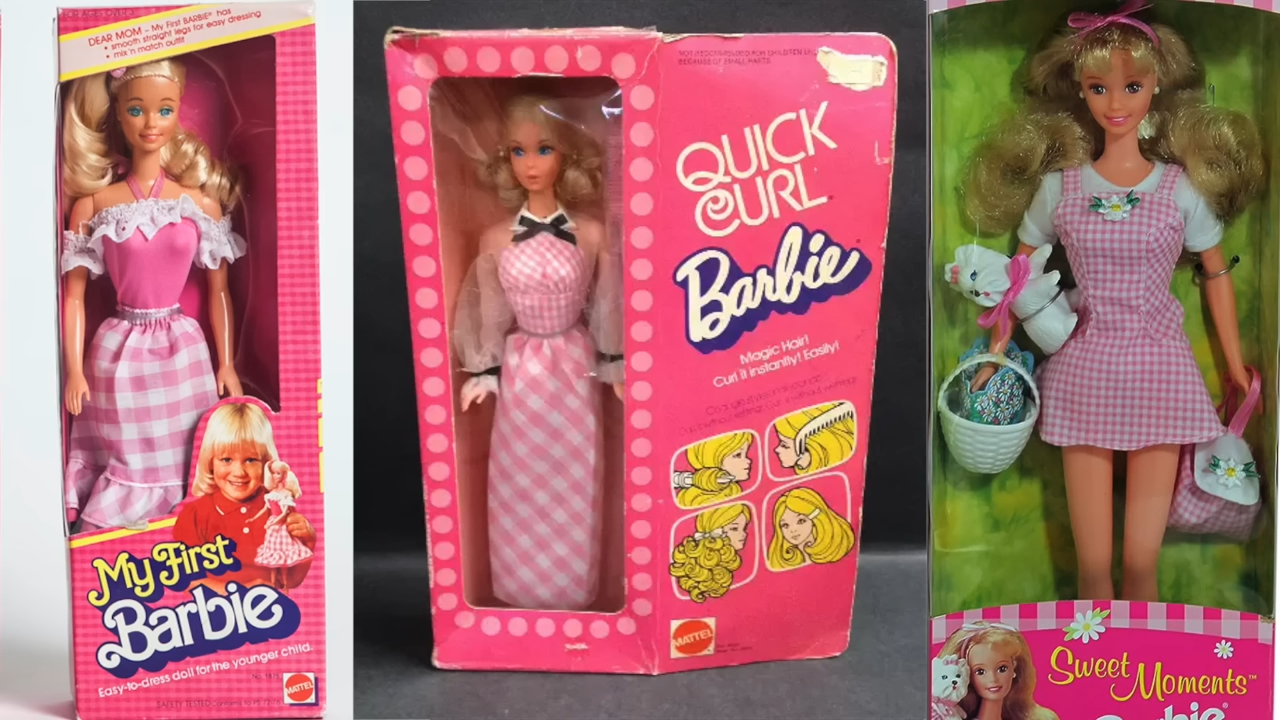 DEAR MOM – My First BARBIE® has
• smooth straight legs for easy dressing
• mix 'n match outfit
My First
Barbie
Easy-to-dress doll for the younger child.
MATTEL
QUICK
CURL®
Barbie
Magic Hair!
Curl it instantly! Easily!
MATTEL
Sweet
Moments™
Barbie®